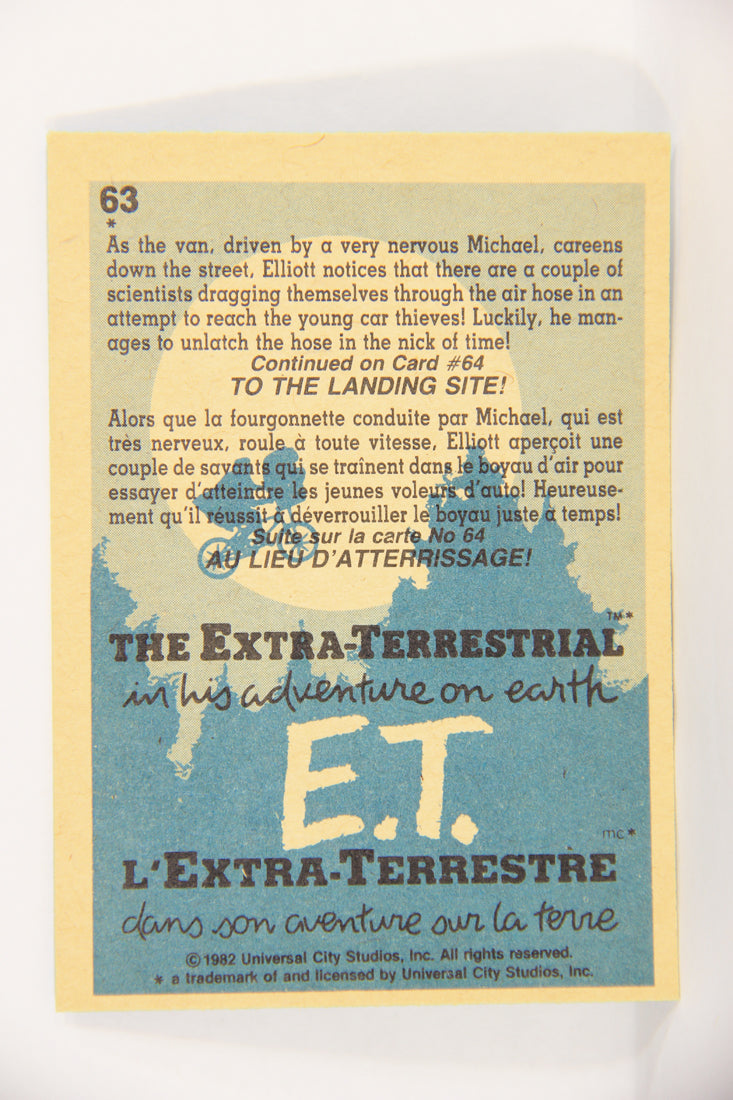 63
*
As the van, driven by a very nervous Michael, careens
down the street, Elliott notices that there are a couple of
scientists dragging themselves through the air hose in an
attempt to reach the young car thieves! Luckily, he man-
ages to unlatch the hose in the nick of time!
Continued on Card #64
TO THE LANDING SITE!
Alors que la fourgonnette conduite par Michael, qui est
très nerveux, roule à toute vitesse, Elliott aperçoit une
couple de savants qui se traînent dans le boyau d'air pour
essayer d'atteindre les jeunes voleurs d'auto! Heureuse-
ment qu'il réussit à déverrouiller le boyau juste à temps!
Suite sur la carte No 64
AU LIEU D'ATTERRISSAGE!
THE EXTRA-TERRESTRIAL™*
in his adventure on earth
E.T.
mc*
L'EXTRA-TERRESTRE
dans son aventure sur la terre
©1982 Universal City Studios, Inc. All rights reserved.
* a trademark of and licensed by Universal City Studios, Inc.